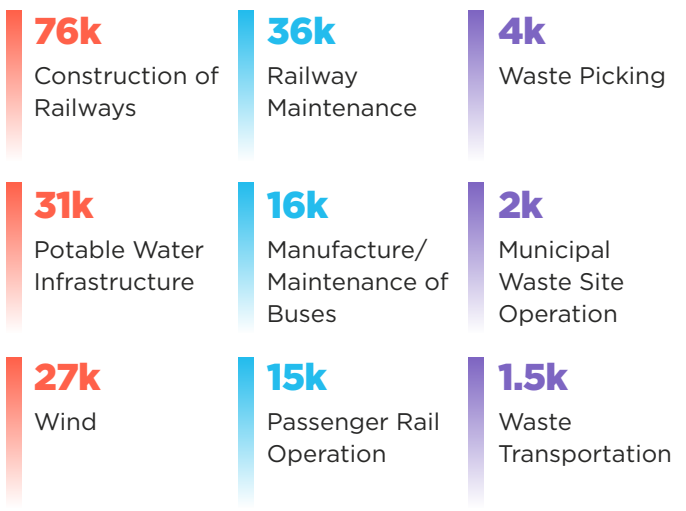 76k
Construction of
Railways
36k
Railway
Maintenance
4k
Waste Picking
31k
Potable Water
Infrastructure
16k
Manufacture/
Maintenance of
Buses
2k
Municipal
Waste Site
Operation
27k
Wind
15k
Passenger Rail
Operation
1.5k
Waste
Transportation